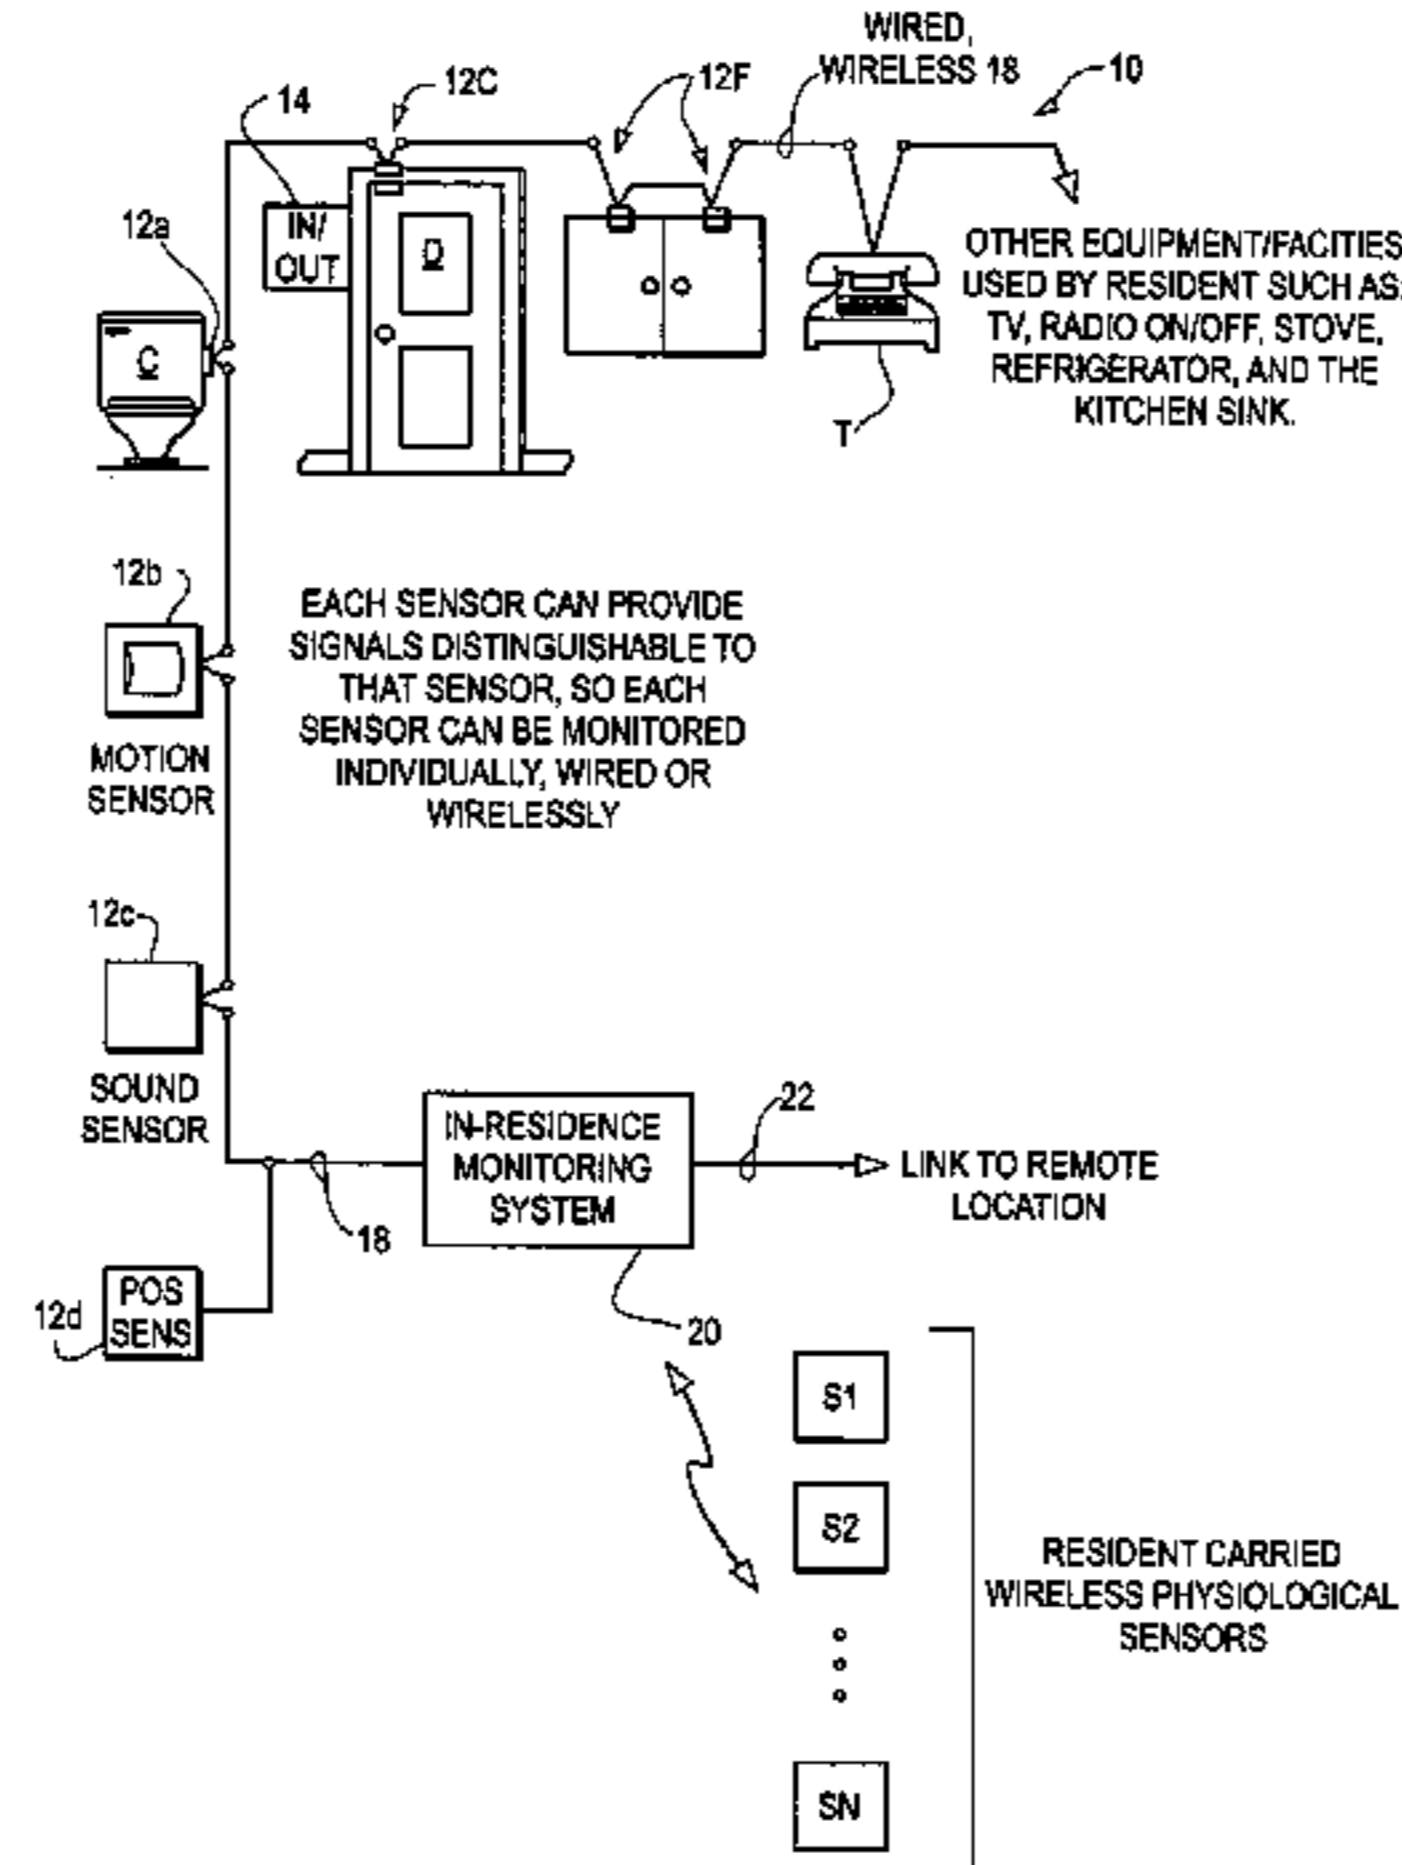 WIRED,
WIRELESS 18
10
12C
12F
14
IN/
OUT
D
12a
C
OTHER EQUIPMENT/FACITIES
USED BY RESIDENT SUCH AS:
TV, RADIO ON/OFF, STOVE,
REFRIGERATOR, AND THE
KITCHEN SINK.
T
12b
MOTION
SENSOR
EACH SENSOR CAN PROVIDE
SIGNALS DISTINGUISHABLE TO
THAT SENSOR, SO EACH
SENSOR CAN BE MONITORED
INDIVIDUALLY, WIRED OR
WIRELESSLY
12c
SOUND
SENSOR
IN-RESIDENCE
MONITORING
SYSTEM
22
LINK TO REMOTE
LOCATION
18
20
12d
POS
SENS
S1
S2
SN
RESIDENT CARRIED
WIRELESS PHYSIOLOGICAL
SENSORS